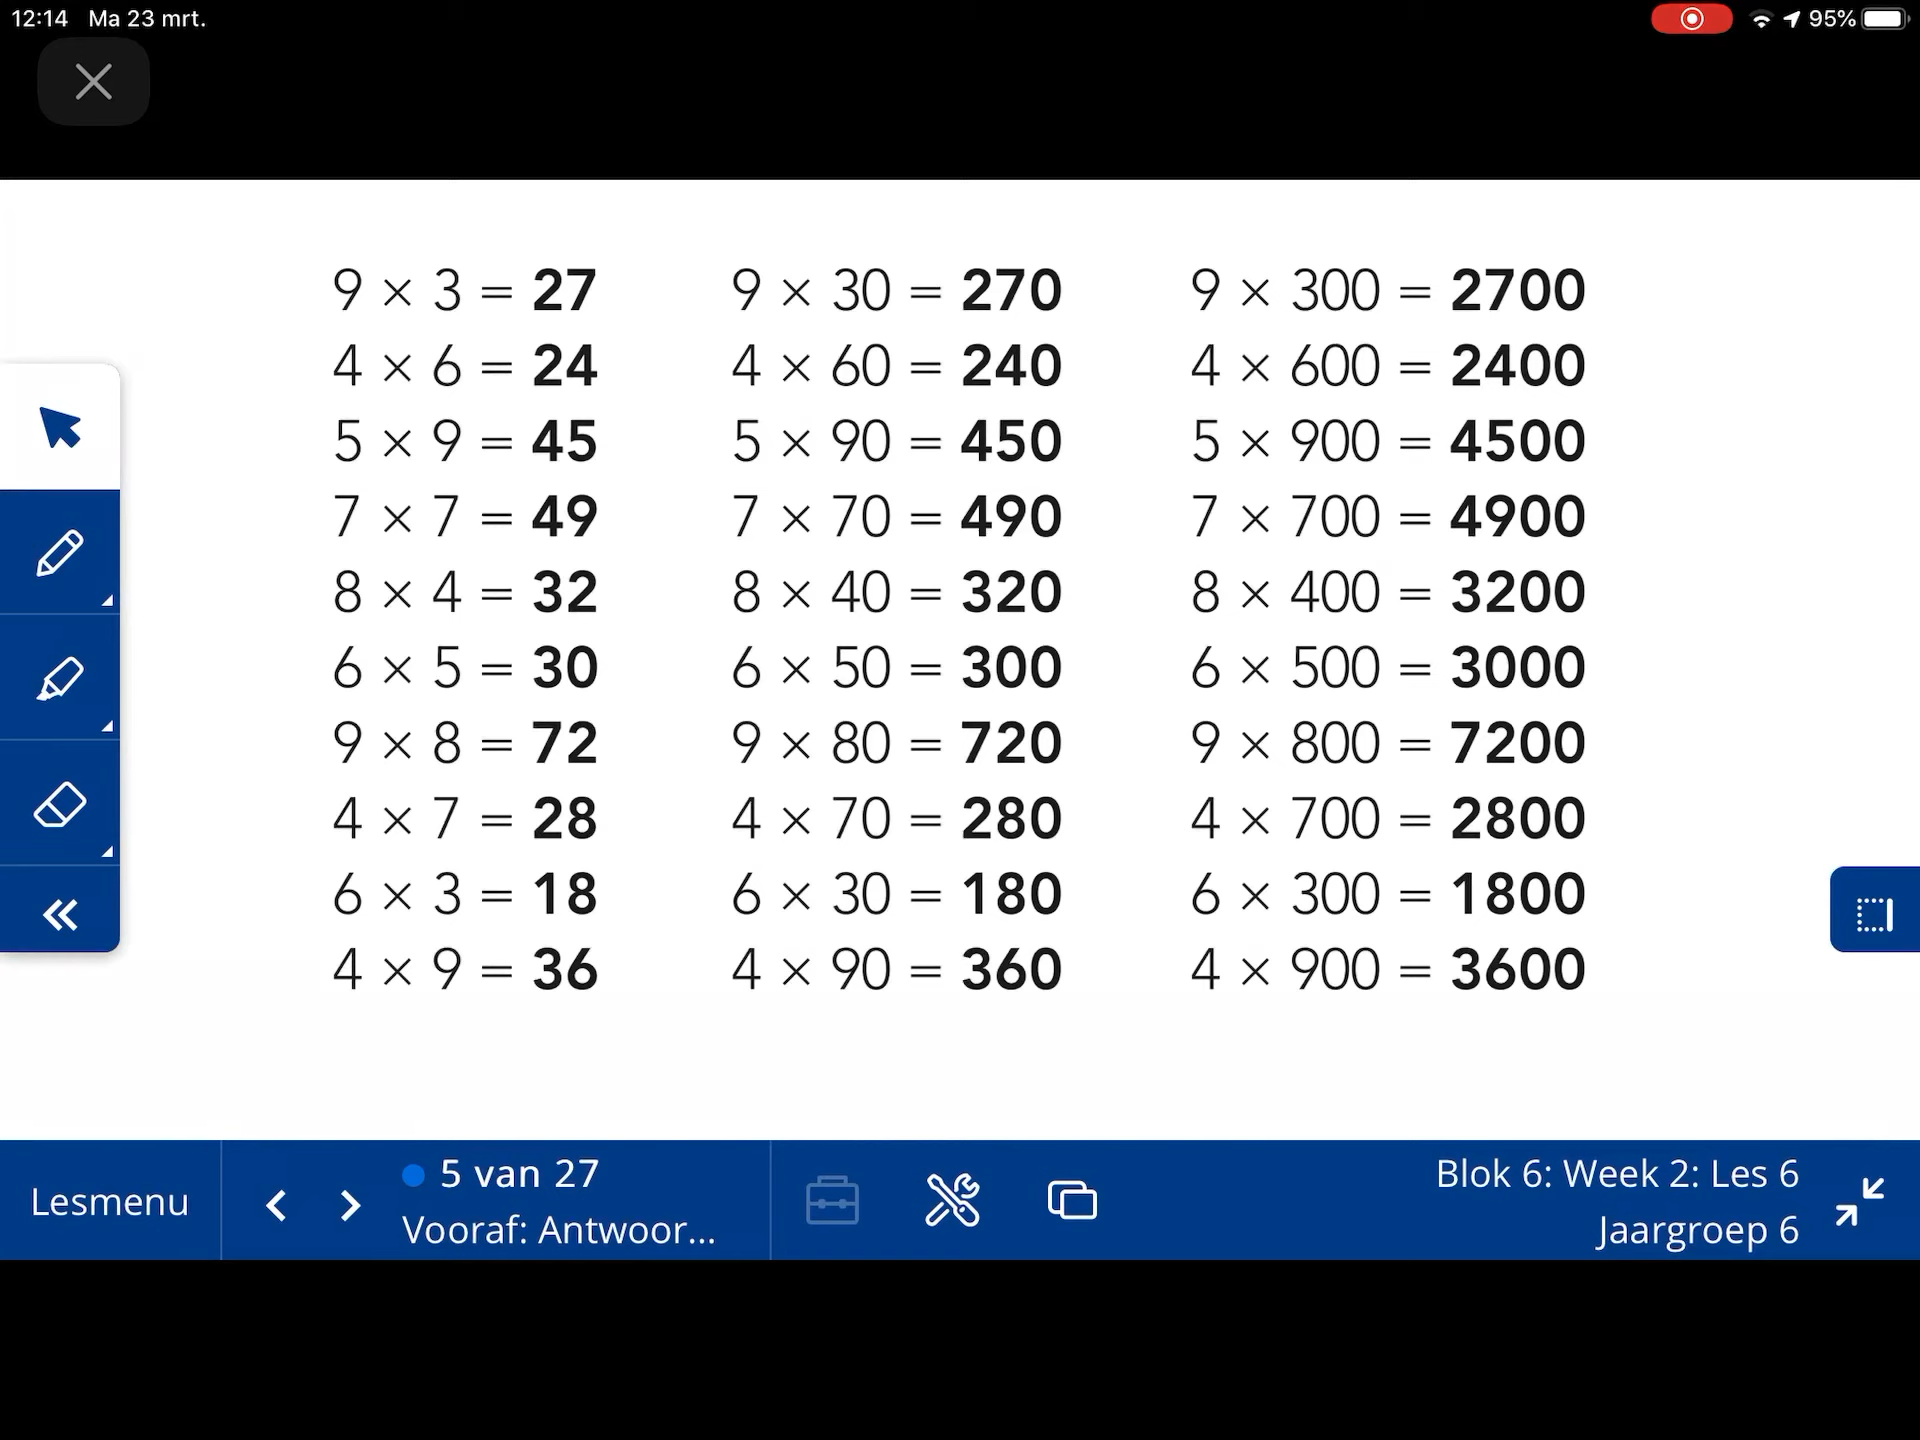 12:14 Ma 23 mrt. 95%
9 × 3 = 27 9 × 30 = 270 9 × 300 = 2700
4 × 6 = 24 4 × 60 = 240 4 × 600 = 2400
5 × 9 = 45 5 × 90 = 450 5 × 900 = 4500
7 × 7 = 49 7 × 70 = 490 7 × 700 = 4900
8 × 4 = 32 8 × 40 = 320 8 × 400 = 3200
6 × 5 = 30 6 × 50 = 300 6 × 500 = 3000
9 × 8 = 72 9 × 80 = 720 9 × 800 = 7200
4 × 7 = 28 4 × 70 = 280 4 × 700 = 2800
6 × 3 = 18 6 × 30 = 180 6 × 300 = 1800
4 × 9 = 36 4 × 90 = 360 4 × 900 = 3600
Lesmenu
5 van 27
Vooraf: Antwoor...
Blok 6: Week 2: Les 6
Jaargroep 6